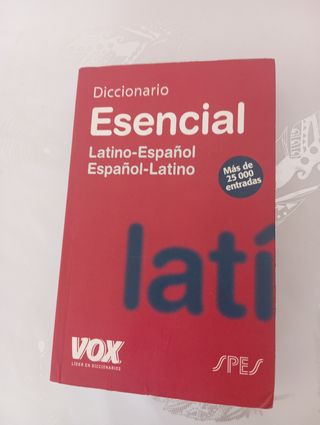 Diccionario
Esencial
Latino-Español
Español-Latino
Más de
25 000
entradas
latí
VOX
LÍDER EN DICCIONARIOS
SPES